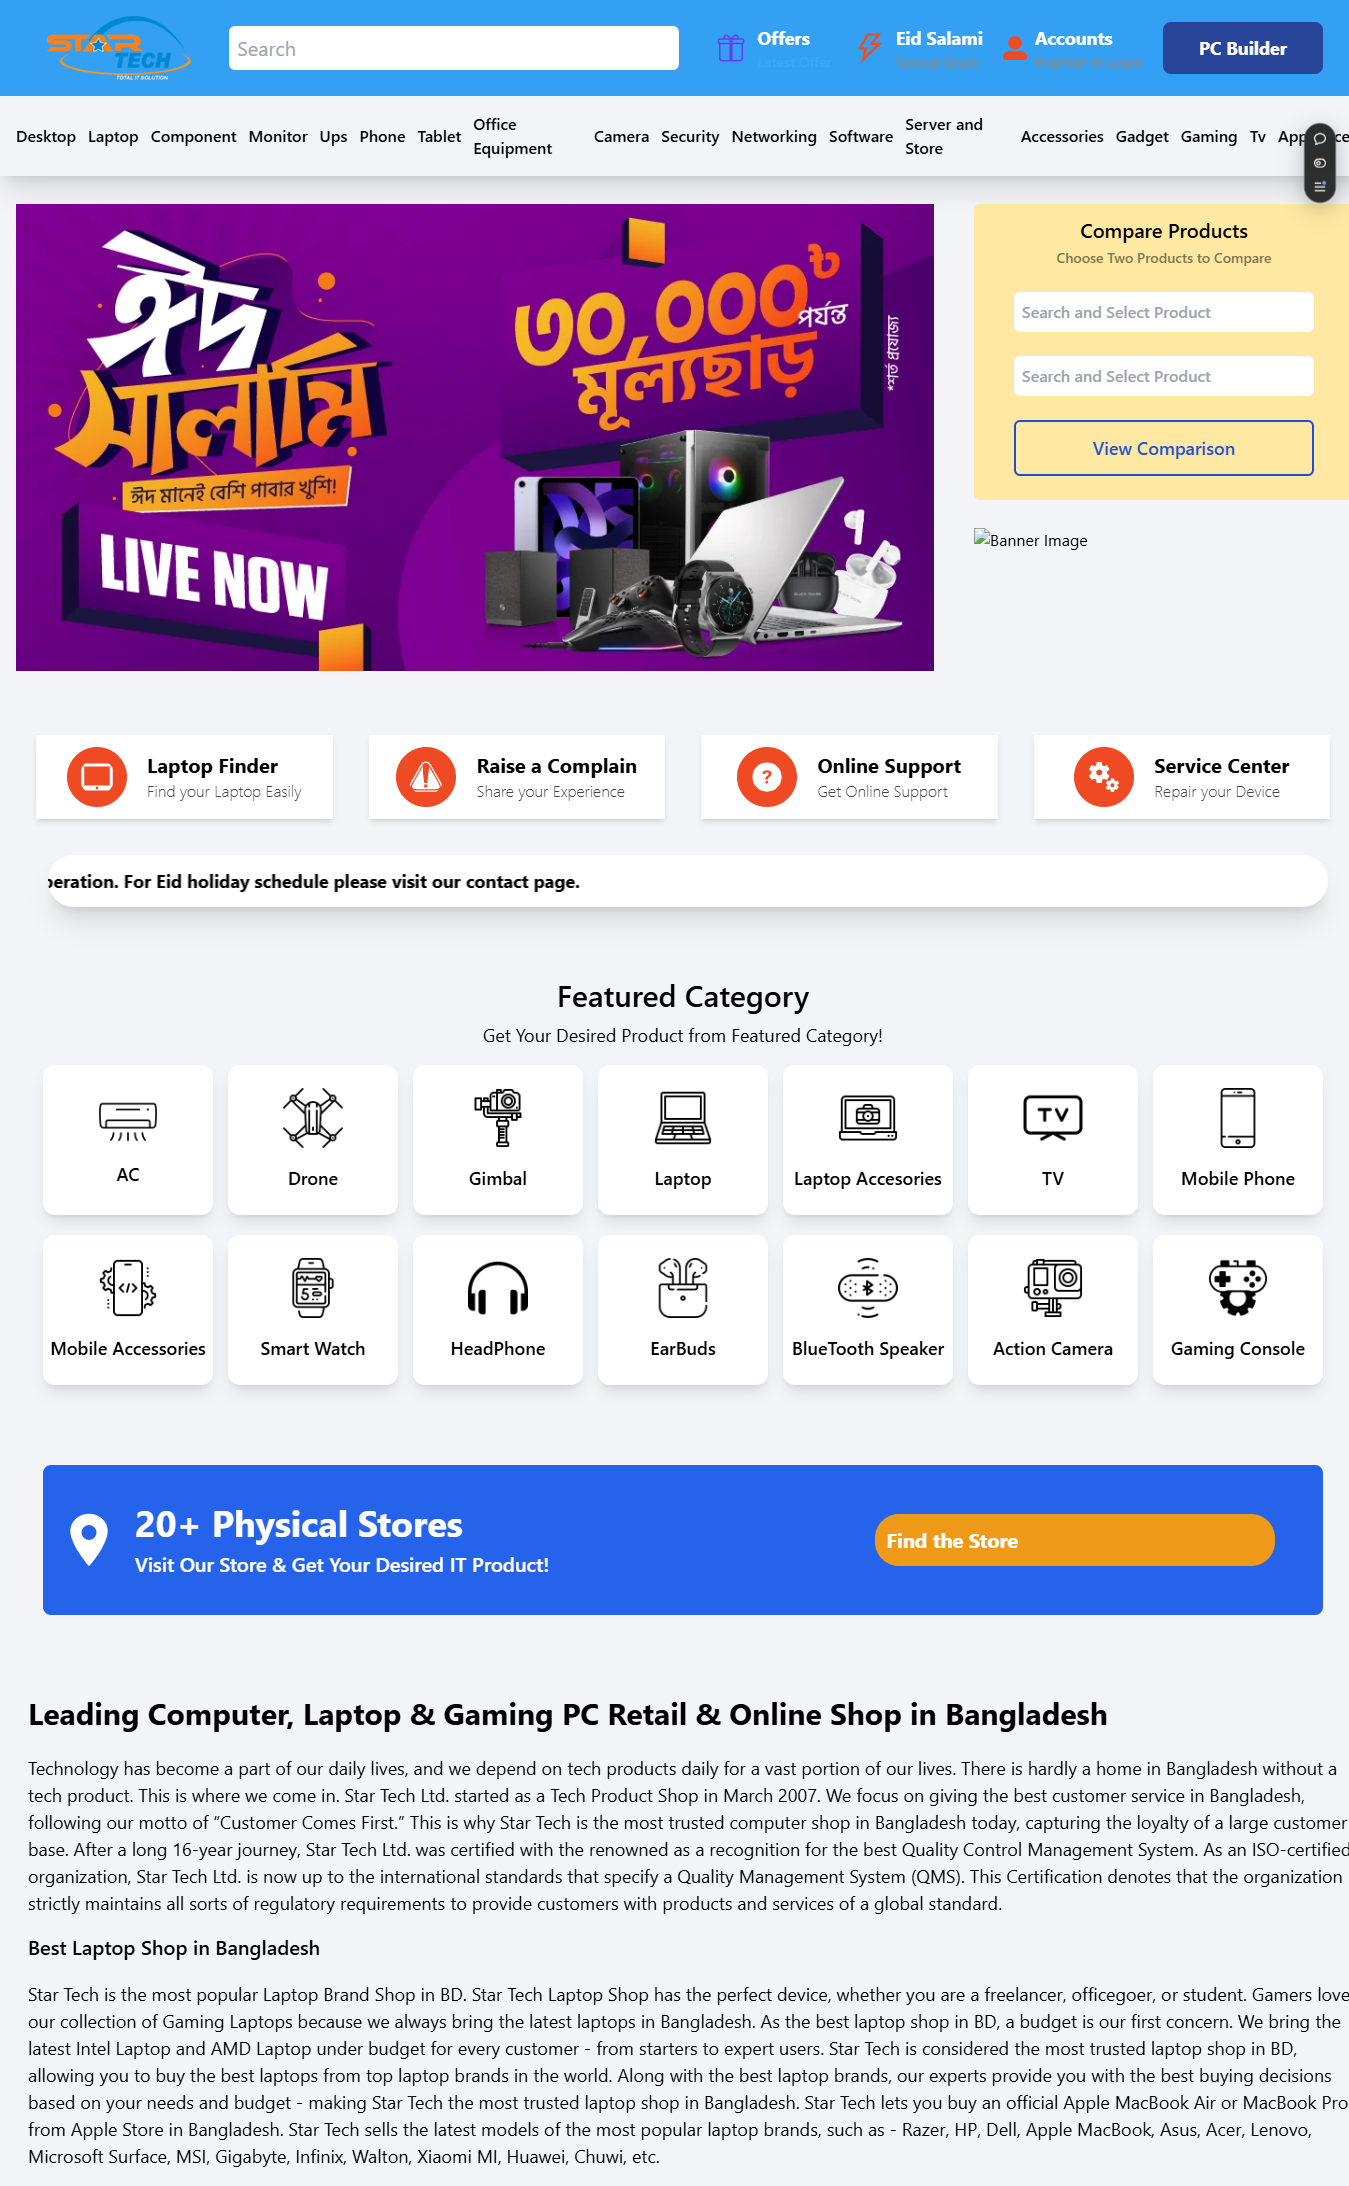 STAR
TECH
TOTAL IT SOLUTION
Search
Offers
Latest Offer
Eid Salami
Special Deals
Accounts
Register or Login
PC Builder
Desktop Laptop Component Monitor Ups Phone Tablet Office Equipment Camera Security Networking Software Server and Store Accessories Gadget Gaming Tv
ঈদ
সালামি
ঈদ মানেই বেশি পাবার খুশি!
LIVE NOW
৩০,০০০৳
পর্যন্ত
মূল্যছাড়
*শর্ত প্রযোজ্য
Compare Products
Choose Two Products to Compare
Search and Select Product
Search and Select Product
View Comparison
Banner Image
Laptop Finder
Find your Laptop Easily
Raise a Complain
Share your Experience
Online Support
Get Online Support
Service Center
Repair your Device
peration. For Eid holiday schedule please visit our contact page.
Featured Category
Get Your Desired Product from Featured Category!
AC
Drone
Gimbal
Laptop
Laptop Accesories
TV
TV
Mobile Phone
Mobile Accessories
5
Smart Watch
HeadPhone
EarBuds
BlueTooth Speaker
Action Camera
Gaming Console
20+ Physical Stores
Visit Our Store & Get Your Desired IT Product!
Find the Store
Leading Computer, Laptop & Gaming PC Retail & Online Shop in Bangladesh
Technology has become a part of our daily lives, and we depend on tech products daily for a vast portion of our lives. There is hardly a home in Bangladesh without a
tech product. This is where we come in. Star Tech Ltd. started as a Tech Product Shop in March 2007. We focus on giving the best customer service in Bangladesh,
following our motto of “Customer Comes First.” This is why Star Tech is the most trusted computer shop in Bangladesh today, capturing the loyalty of a large customer
base. After a long 16-year journey, Star Tech Ltd. was certified with the renowned as a recognition for the best Quality Control Management System. As an ISO-certified
organization, Star Tech Ltd. is now up to the international standards that specify a Quality Management System (QMS). This Certification denotes that the organization
strictly maintains all sorts of regulatory requirements to provide customers with products and services of a global standard.
Best Laptop Shop in Bangladesh
Star Tech is the most popular Laptop Brand Shop in BD. Star Tech Laptop Shop has the perfect device, whether you are a freelancer, officegoer, or student. Gamers love
our collection of Gaming Laptops because we always bring the latest laptops in Bangladesh. As the best laptop shop in BD, a budget is our first concern. We bring the
latest Intel Laptop and AMD Laptop under budget for every customer - from starters to expert users. Star Tech is considered the most trusted laptop shop in BD,
allowing you to buy the best laptops from top laptop brands in the world. Along with the best laptop brands, our experts provide you with the best buying decisions
based on your needs and budget - making Star Tech the most trusted laptop shop in Bangladesh. Star Tech lets you buy an official Apple MacBook Air or MacBook Pro
from Apple Store in Bangladesh. Star Tech sells the latest models of the most popular laptop brands, such as - Razer, HP, Dell, Apple MacBook, Asus, Acer, Lenovo,
Microsoft Surface, MSI, Gigabyte, Infinix, Walton, Xiaomi MI, Huawei, Chuwi, etc.